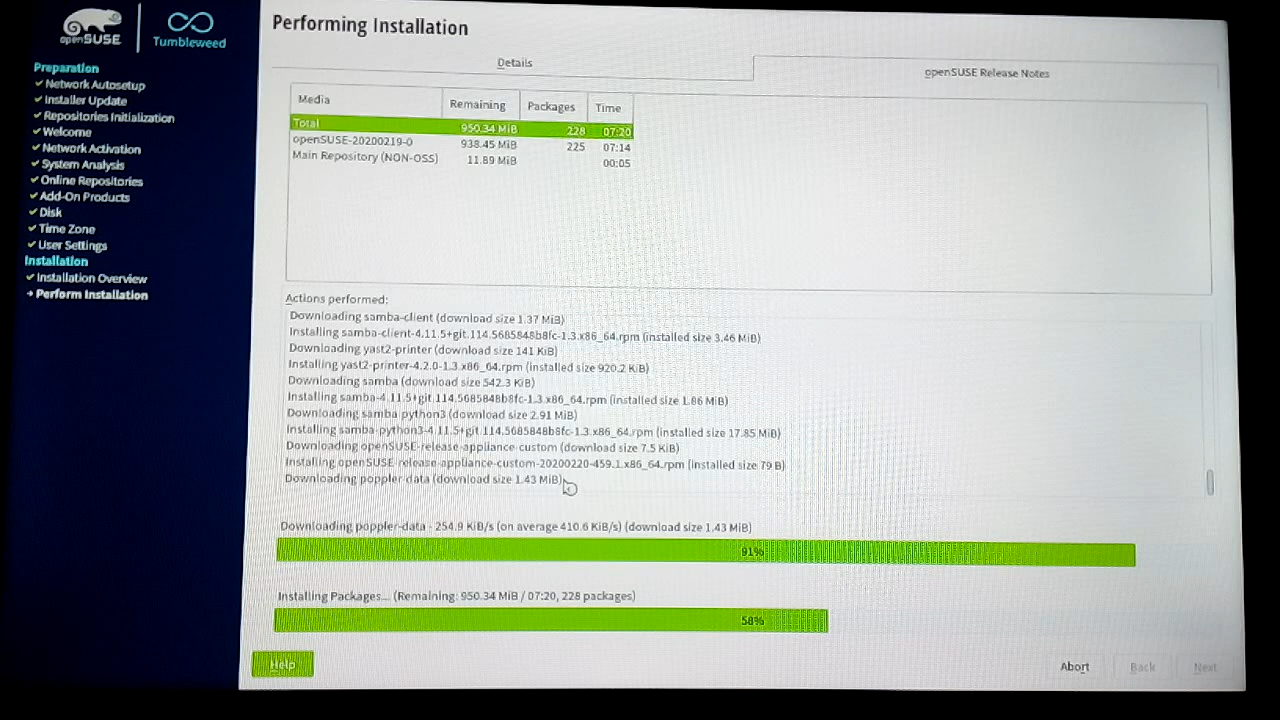 openSUSE
Tumbleweed
Preparation
Network Autosetup
Installer Update
Repositories Initialization
Welcome
Network Activation
System Analysis
Online Repositories
Add-On Products
Disk
Time Zone
User Settings
Installation
Installation Overview
Perform Installation
Performing Installation
Details
openSUSE Release Notes
Media Remaining Packages Time
Total 950.34 MiB 228 07:20
openSUSE-20200219-0 938.45 MiB 225 07:14
Main Repository (NON-OSS) 11.89 MiB 00:05
Actions performed:
Downloading samba-client (download size 1.37 MiB)
Installing samba-client-4.11.5+git.114.5685848b8fc-1.3.x86_64.rpm (installed size 3.46 MiB)
Downloading yast2-printer (download size 141 KiB)
Installing yast2-printer-4.2.0-1.3.x86_64.rpm (installed size 920.2 KiB)
Downloading samba (download size 542.3 KiB)
Installing samba-4.11.5+git.114.5685848b8fc-1.3.x86_64.rpm (installed size 1.86 MiB)
Downloading samba-python3 (download size 2.91 MiB)
Installing samba-python3-4.11.5+git.114.5685848b8fc-1.3.x86_64.rpm (installed size 17.85 MiB)
Downloading openSUSE-release-appliance-custom (download size 7.5 KiB)
Installing openSUSE-release-appliance-custom-20200220-459.1.x86_64.rpm (installed size 79 B)
Downloading poppler-data (download size 1.43 MiB)
Downloading poppler-data - 254.9 KiB/s (on average 410.6 KiB/s) (download size 1.43 MiB)
91%
Installing Packages... (Remaining: 950.34 MiB / 07:20, 228 packages)
58%
Help
Abort
Back
Next